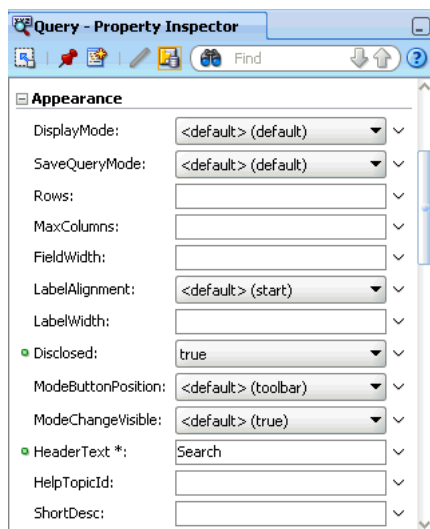 Query - Property Inspector
Find
Appearance
DisplayMode: <default> (default)
SaveQueryMode: <default> (default)
Rows:
MaxColumns:
FieldWidth:
LabelAlignment: <default> (start)
LabelWidth:
Disclosed: true
ModeButtonPosition: <default> (toolbar)
ModeChangeVisible: <default> (true)
HeaderText *: Search
HelpTopicId:
ShortDesc: